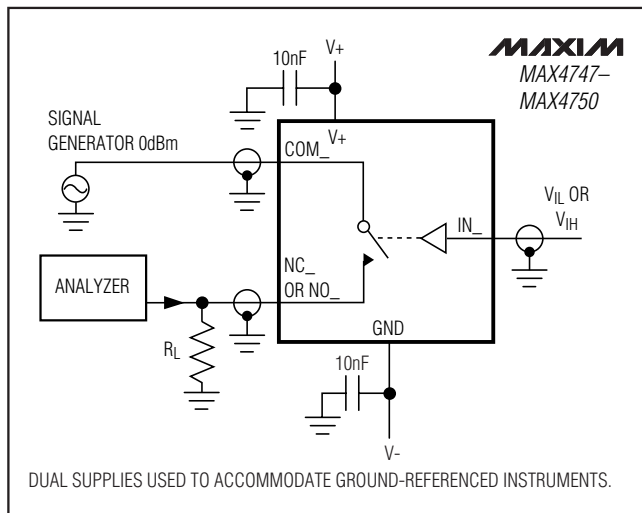 MAXIM
MAX4747–
MAX4750
10nF
V+
SIGNAL
GENERATOR 0dBm
V+
COM_
IN_
VIL OR
VIH
NC_
OR NO_
ANALYZER
GND
RL
10nF
V-
DUAL SUPPLIES USED TO ACCOMMODATE GROUND-REFERENCED INSTRUMENTS.